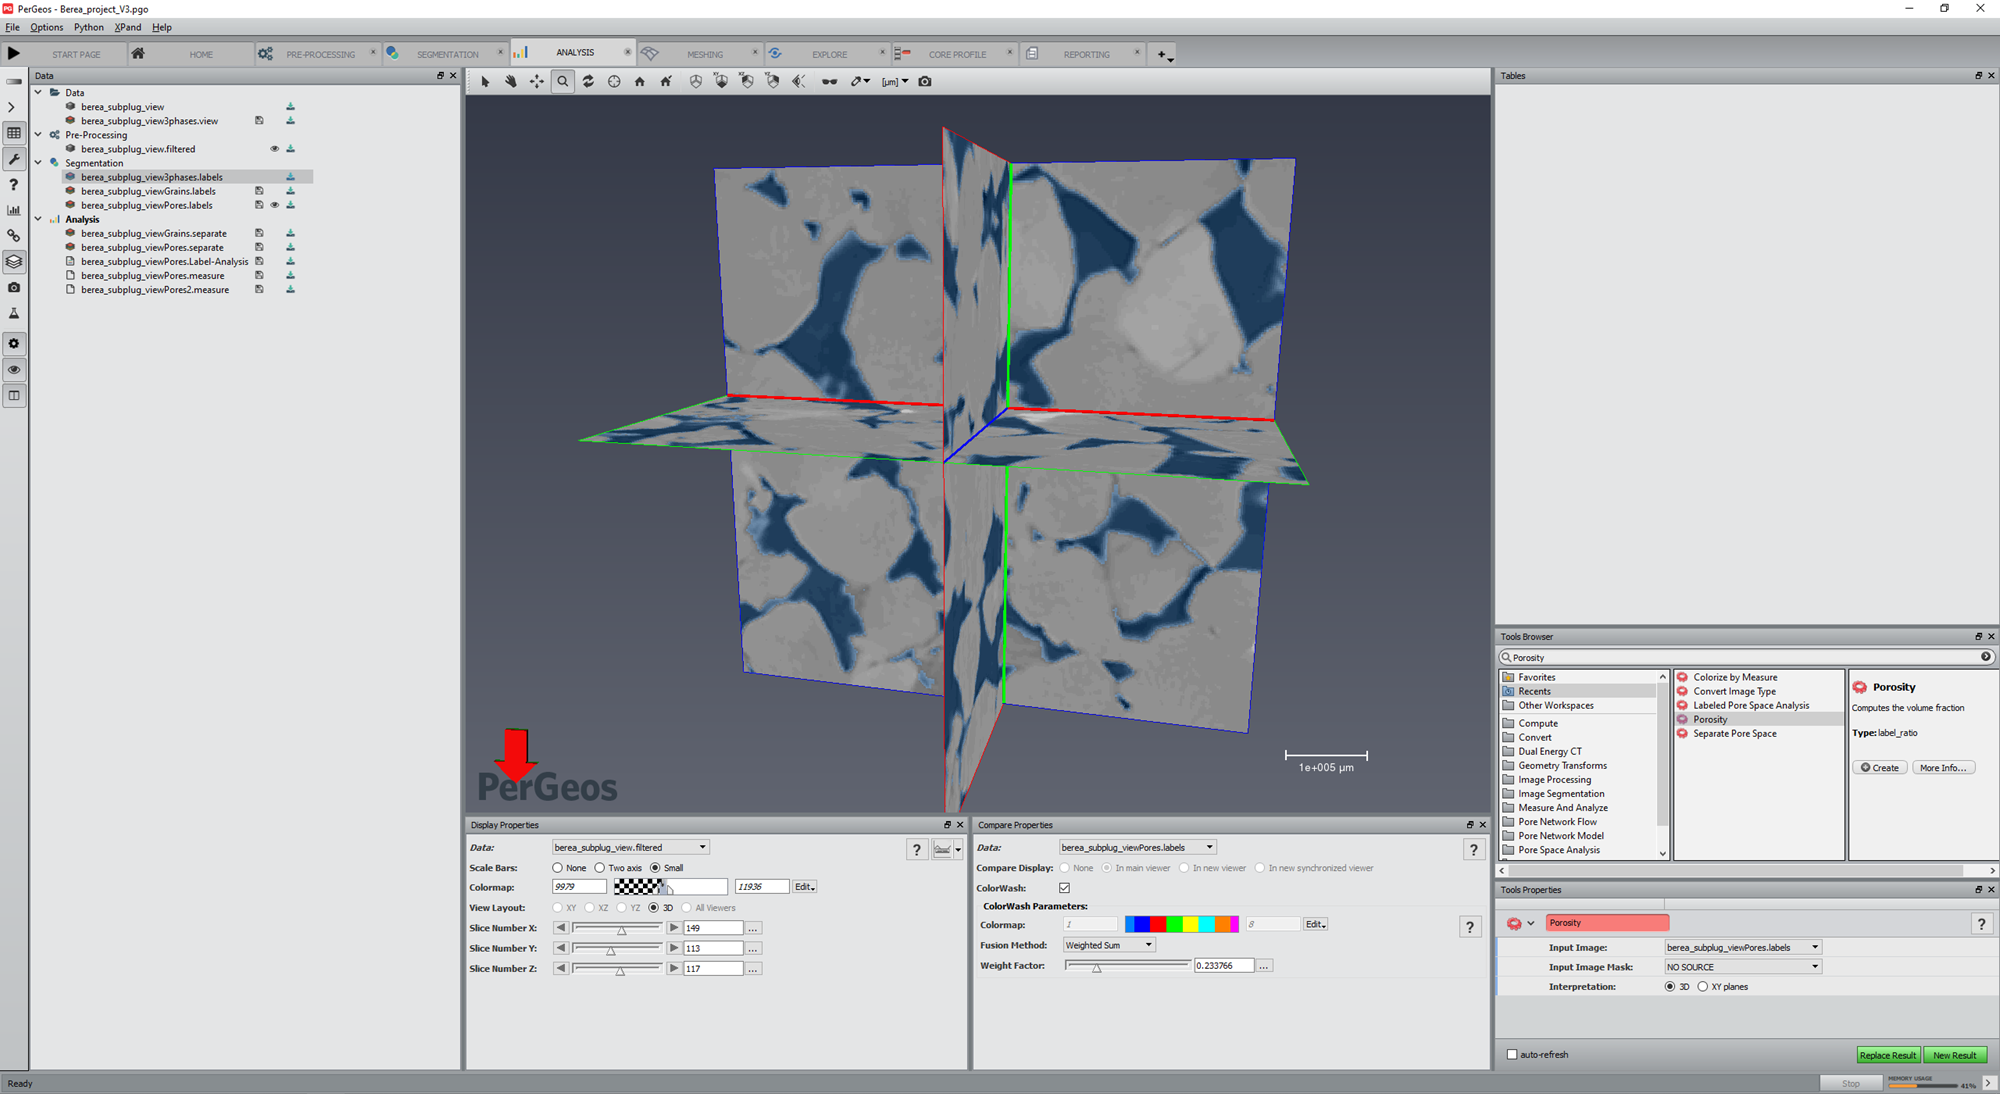 PerGeos - Berea_project_V3.pgo
File Options Python XPand Help
START PAGE HOME PRE-PROCESSING SEGMENTATION ANALYSIS MESHING EXPLORE CORE PROFILE REPORTING
Data
Data
berea_subplug_view
berea_subplug_view3phases.view
Pre-Processing
berea_subplug_view.filtered
Segmentation
berea_subplug_view3phases.labels
berea_subplug_viewGrains.labels
berea_subplug_viewPores.labels
Analysis
berea_subplug_viewGrains.separate
berea_subplug_viewPores.separate
berea_subplug_viewPores.Label-Analysis
berea_subplug_viewPores.measure
berea_subplug_viewPores2.measure
[µm]
1e+005 µm
PerGeos
Display Properties
Data: berea_subplug_view.filtered
Scale Bars: None Two axis Small
Colormap: 9979 11936 Edit
View Layout: XY XZ YZ 3D All Viewers
Slice Number X: 149 ...
Slice Number Y: 113 ...
Slice Number Z: 117 ...
Compare Properties
Data: berea_subplug_viewPores.labels
Compare Display: None In main viewer In new viewer In new synchronized viewer
ColorWash:
ColorWash Parameters:
Colormap: 1 8 Edit
Fusion Method: Weighted Sum
Weight Factor: 0.233766 ...
Tables
Tools Browser
Porosity
Favorites
Recents
Other Workspaces
Compute
Convert
Dual Energy CT
Geometry Transforms
Image Processing
Image Segmentation
Measure And Analyze
Pore Network Flow
Pore Network Model
Pore Space Analysis
Colorize by Measure
Convert Image Type
Labeled Pore Space Analysis
Porosity
Separate Pore Space
Porosity
Computes the volume fraction
Type: label_ratio
Create More Info...
Tools Properties
Porosity
Input Image: berea_subplug_viewPores.labels
Input Image Mask: NO SOURCE
Interpretation: 3D XY planes
auto-refresh Replace Result New Result
Ready Stop MEMORY USAGE 41%